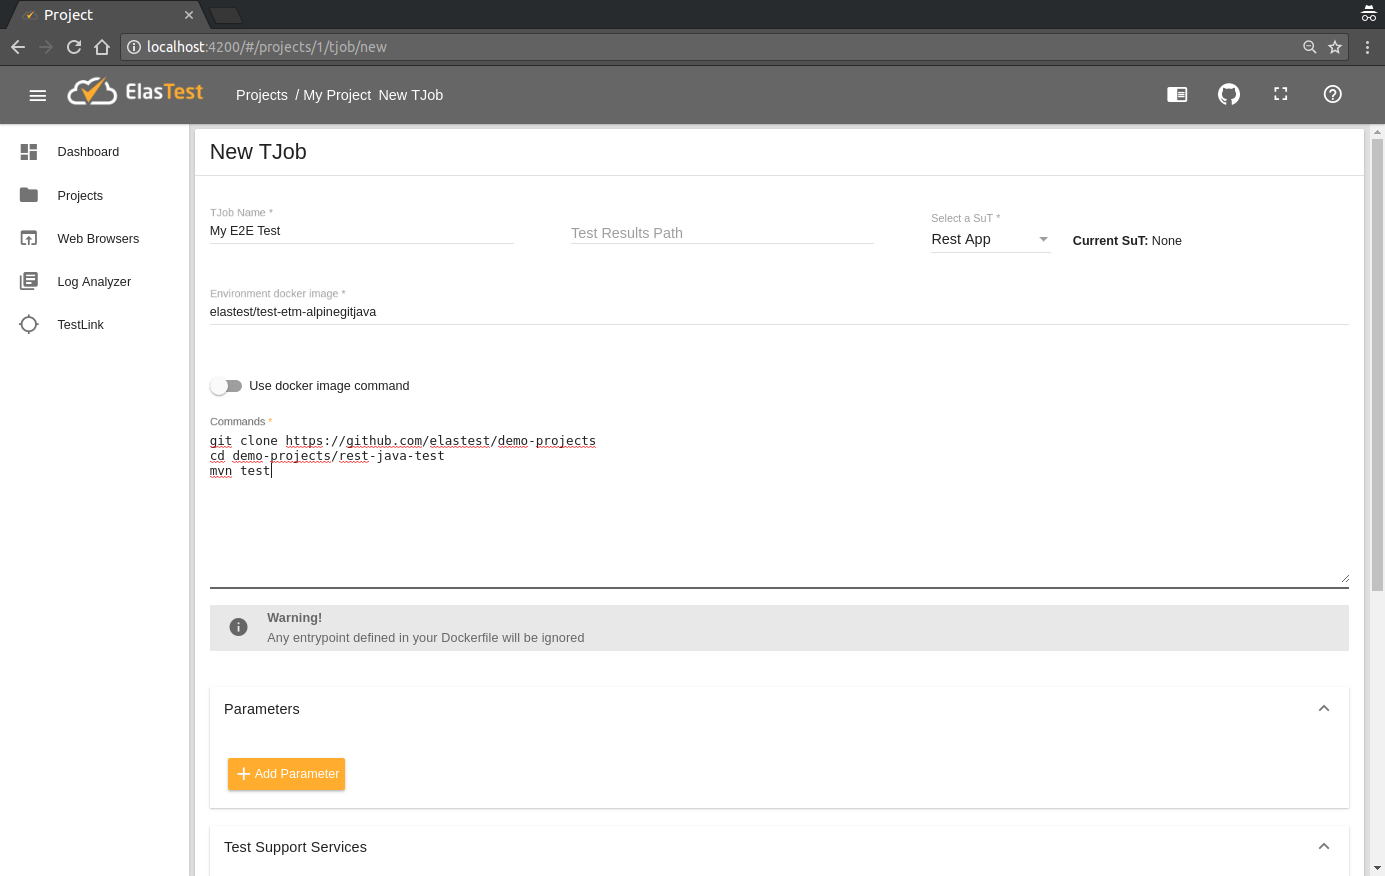 Project
localhost:4200/#/projects/1/tjob/new
ElasTest
Projects / My Project New TJob
Dashboard
Projects
Web Browsers
Log Analyzer
TestLink
New TJob
TJob Name *
My E2E Test
Test Results Path
Select a SuT *
Rest App
Current SuT: None
Environment docker image *
elastest/test-etm-alpinegitjava
Use docker image command
Commands *
git clone https://github.com/elastest/demo-projects
cd demo-projects/rest-java-test
mvn test
Warning!
Any entrypoint defined in your Dockerfile will be ignored
Parameters
Add Parameter
Test Support Services